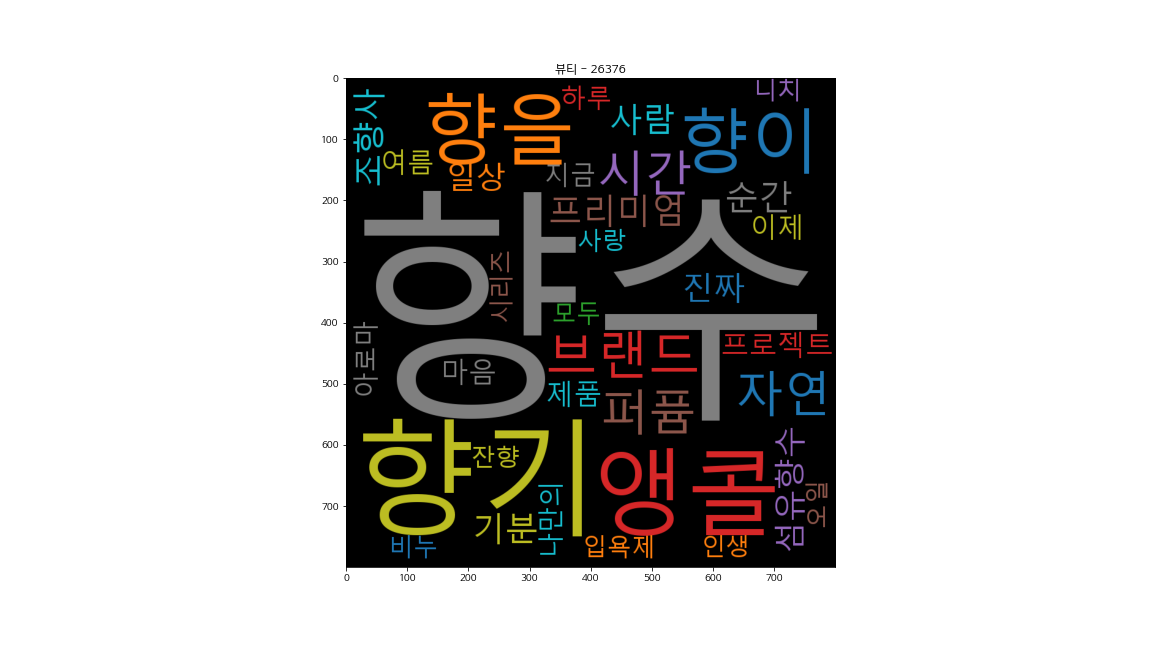 뷰티 - 26376
0
100
200
300
400
500
600
700
조향사
향을
하루
사람
니치
향이
여름
일상
지금
시간
프리미엄
순간
이제
사랑
향수
시리즈
진짜
모두
아로마
마음
브랜드
프로젝트
제품
퍼퓸
자연
향기
잔향
앵콜
섬유향수
오일
기분
나만의
비누
입욕제
인생
0
100
200
300
400
500
600
700